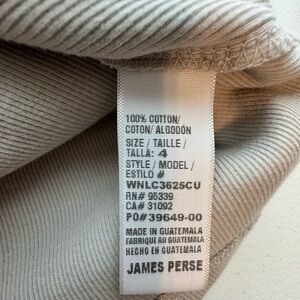 100% COTTON/
COTON/ ALGODÓN
SIZE / TAILLE /
TALLA: 4
STYLE / MODEL /
ESTILO #
WNLC3625CU
RN# 95339
CA# 31092
PO#39649-00
MADE IN GUATEMALA
FABRIQUÉ AU GUATEMALA
HECHO EN GUATEMALA
JAMES PERSE